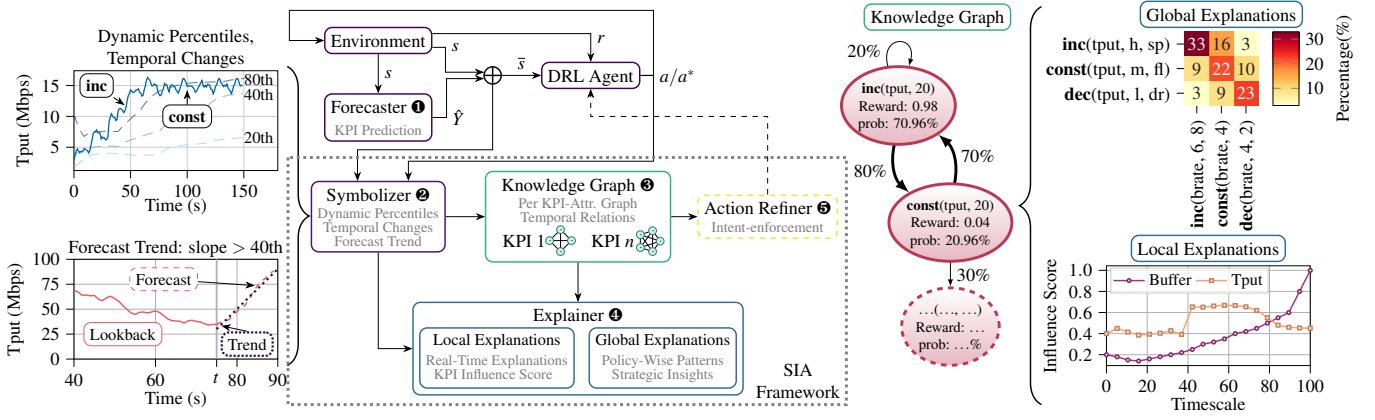 Dynamic Percentiles,
Temporal Changes
Tput (Mbps)
15
10
5
inc
const
80th
40th
20th
0
50
100
150
Time (s)
Forecast Trend: slope > 40th
Tput (Mbps)
100
75
50
25
0
Forecast
Lookback
Trend
40
60
t
80
90
Time (s)
Environment
s
s
r
s̅
DRL Agent
a/a*
Forecaster ❶
KPI Prediction
Ŷ
Symbolizer ❷
Dynamic Percentiles
Temporal Changes
Forecast Trend
Knowledge Graph ❸
Per KPI-Attr. Graph
Temporal Relations
KPI 1
KPI n
Action Refiner ❺
Intent-enforcement
Explainer ❹
Local Explanations
Real-Time Explanations
KPI Influence Score
Global Explanations
Policy-Wise Patterns
Strategic Insights
SIA
Framework
Knowledge Graph
20%
inc(tput, 20)
Reward: 0.98
prob: 70.96%
80%
70%
const(tput, 20)
Reward: 0.04
prob: 20.96%
30%
...(..., ...)
Reward: ...
prob: ...%
Global Explanations
inc(tput, h, sp)
33 16 3
const(tput, m, fl)
9 22 10
dec(tput, l, dr)
3 9 23
inc(brate, 6, 8)
const(brate, 4)
dec(brate, 4, 2)
30
20
10
Percentage(%)
Local Explanations
Influence Score
1.0
0.8
0.6
0.4
0.2
Buffer
Tput
0
20
40
60
80
100
Timescale